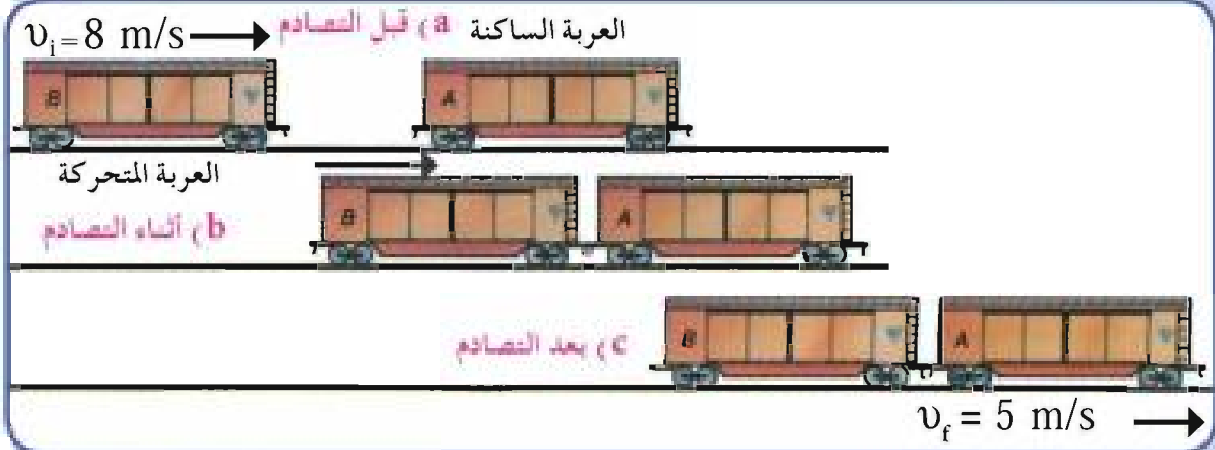 υi = 8 m/s
a) قبل التصادم
العربة الساكنة
B
A
العربة المتحركة
b) أثناء التصادم
B
A
c) بعد التصادم
B
A
υf = 5 m/s